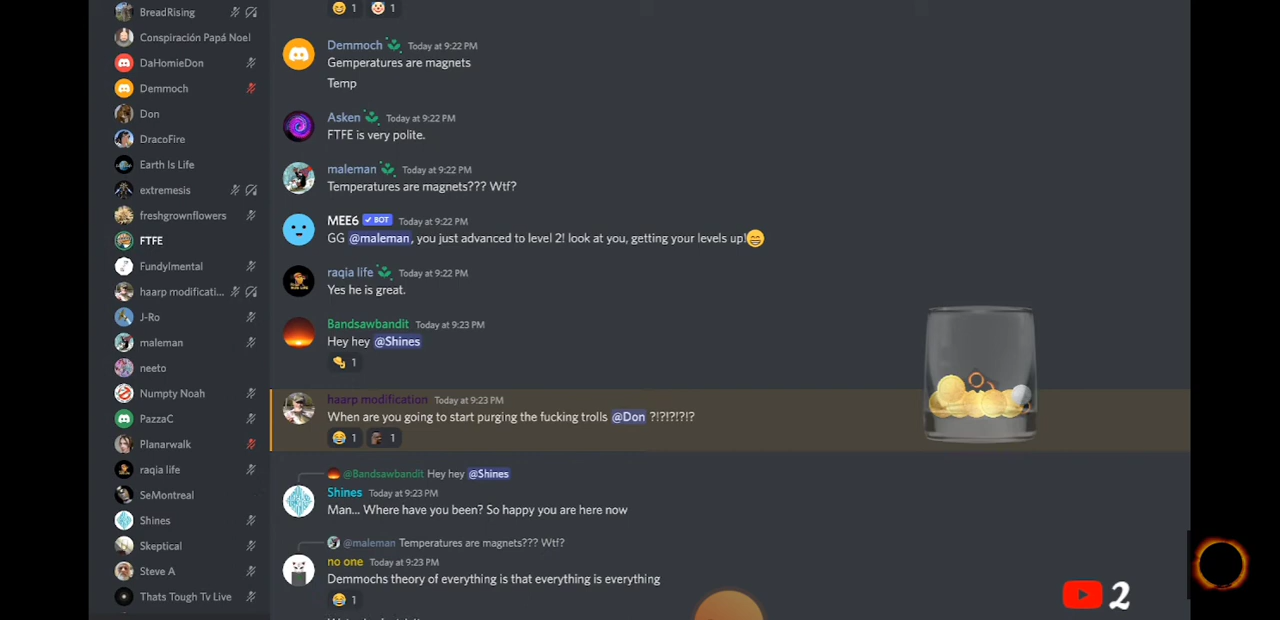 BreadRising
Conspiración Papá Noel
DaHomieDon
Demmoch
Don
DracoFire
Earth Is Life
extremesis
freshgrownflowers
FTFE
Fundylmental
haarp modificati...
J-Ro
maleman
neeto
Numpty Noah
PazzaC
Planarwalk
raqia life
SeMontreal
Shines
Skeptical
Steve A
Thats Tough Tv Live
1 1
Demmoch Today at 9:22 PM
Gemperatures are magnets
Temp
Asken Today at 9:22 PM
FTFE is very polite.
maleman Today at 9:22 PM
Temperatures are magnets??? Wtf?
MEE6 BOT Today at 9:22 PM
GG @maleman, you just advanced to level 2! look at you, getting your levels up!
raqia life Today at 9:22 PM
Yes he is great.
Bandsawbandit Today at 9:23 PM
Hey hey @Shines
1
haarp modification Today at 9:23 PM
When are you going to start purging the fucking trolls @Don ?!?!?!?!?
1 1
@Bandsawbandit Hey hey @Shines
Shines Today at 9:23 PM
Man... Where have you been? So happy you are here now
@maleman Temperatures are magnets??? Wtf?
no one Today at 9:23 PM
Demmochs theory of everything is that everything is everything
1
2